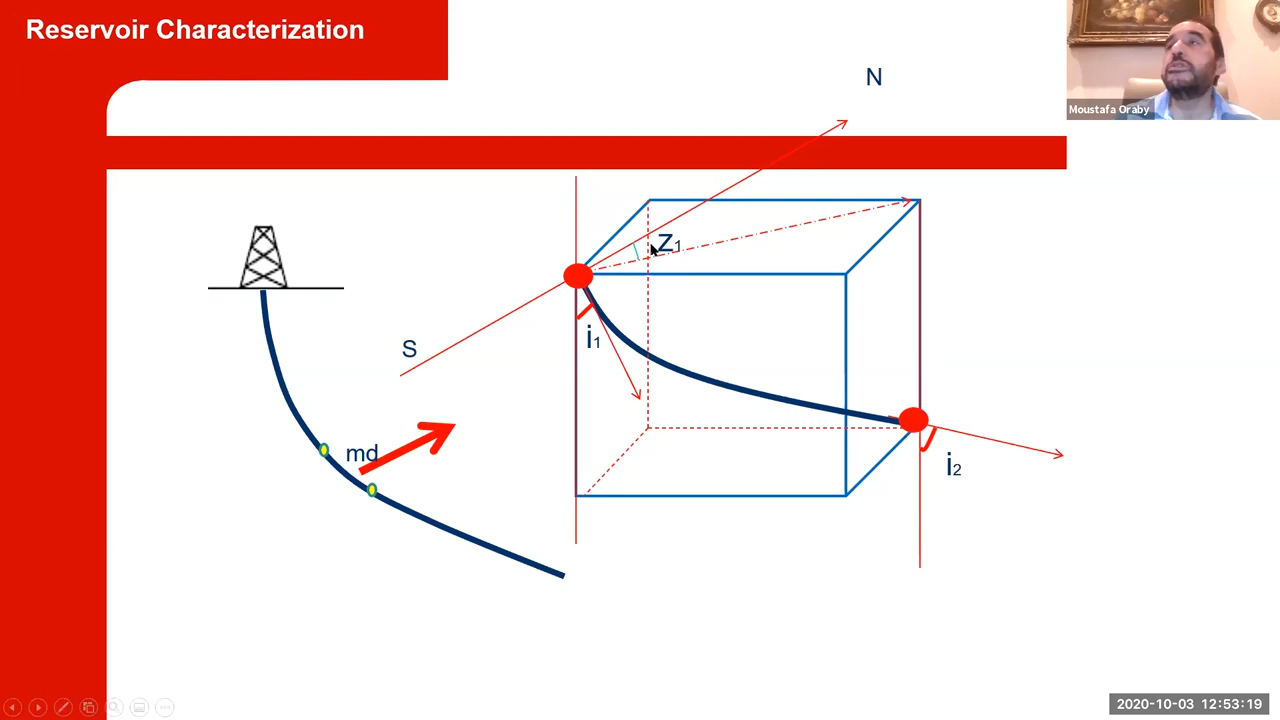 Reservoir Characterization
Moustafa Oraby
N
Z1
S
i1
md
i2
2020-10-03 12:53:19